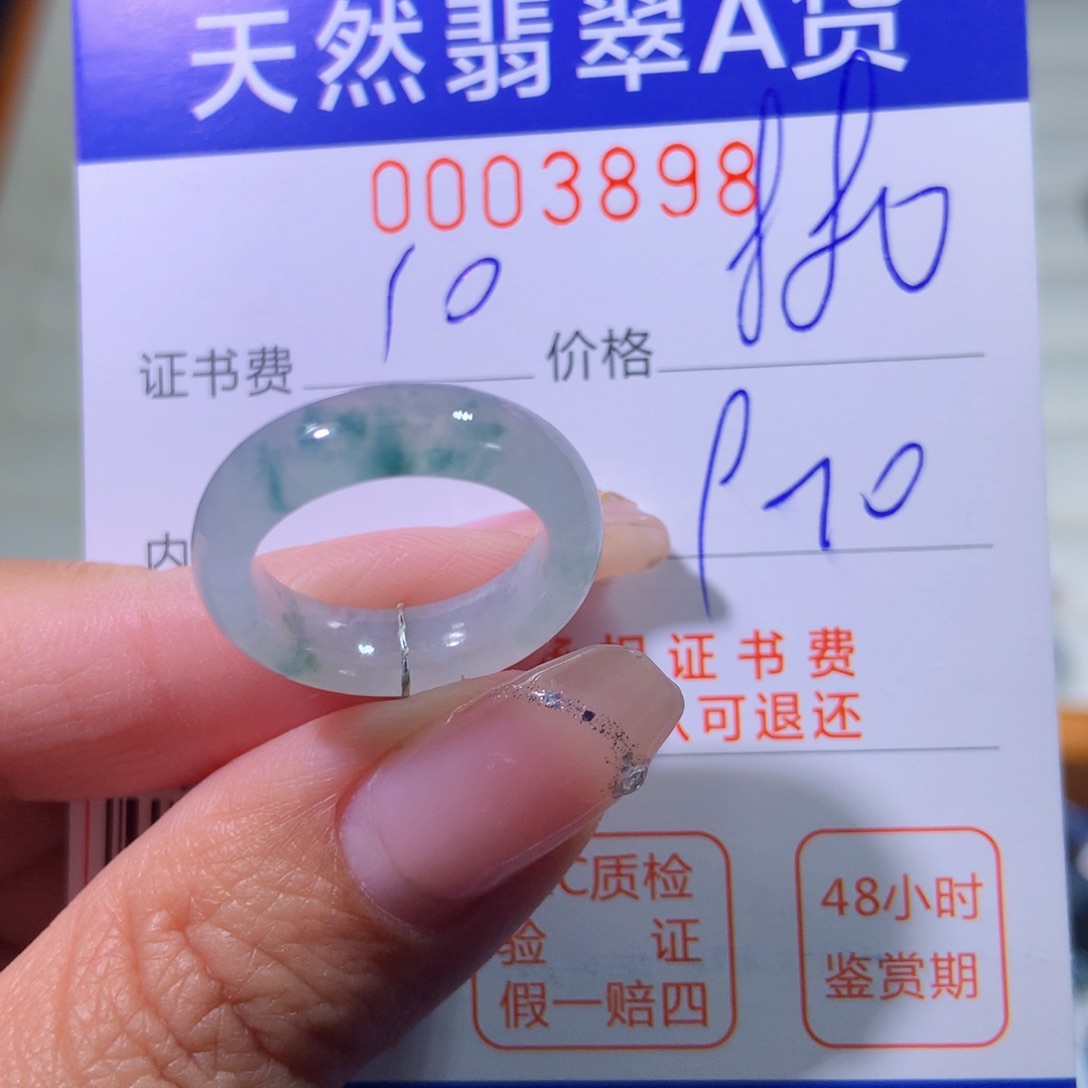 天然翡翠A货
0003898
证书费 10 价格
内
证书费
可退还
C质检 48小时
验证 鉴赏期
假一赔四